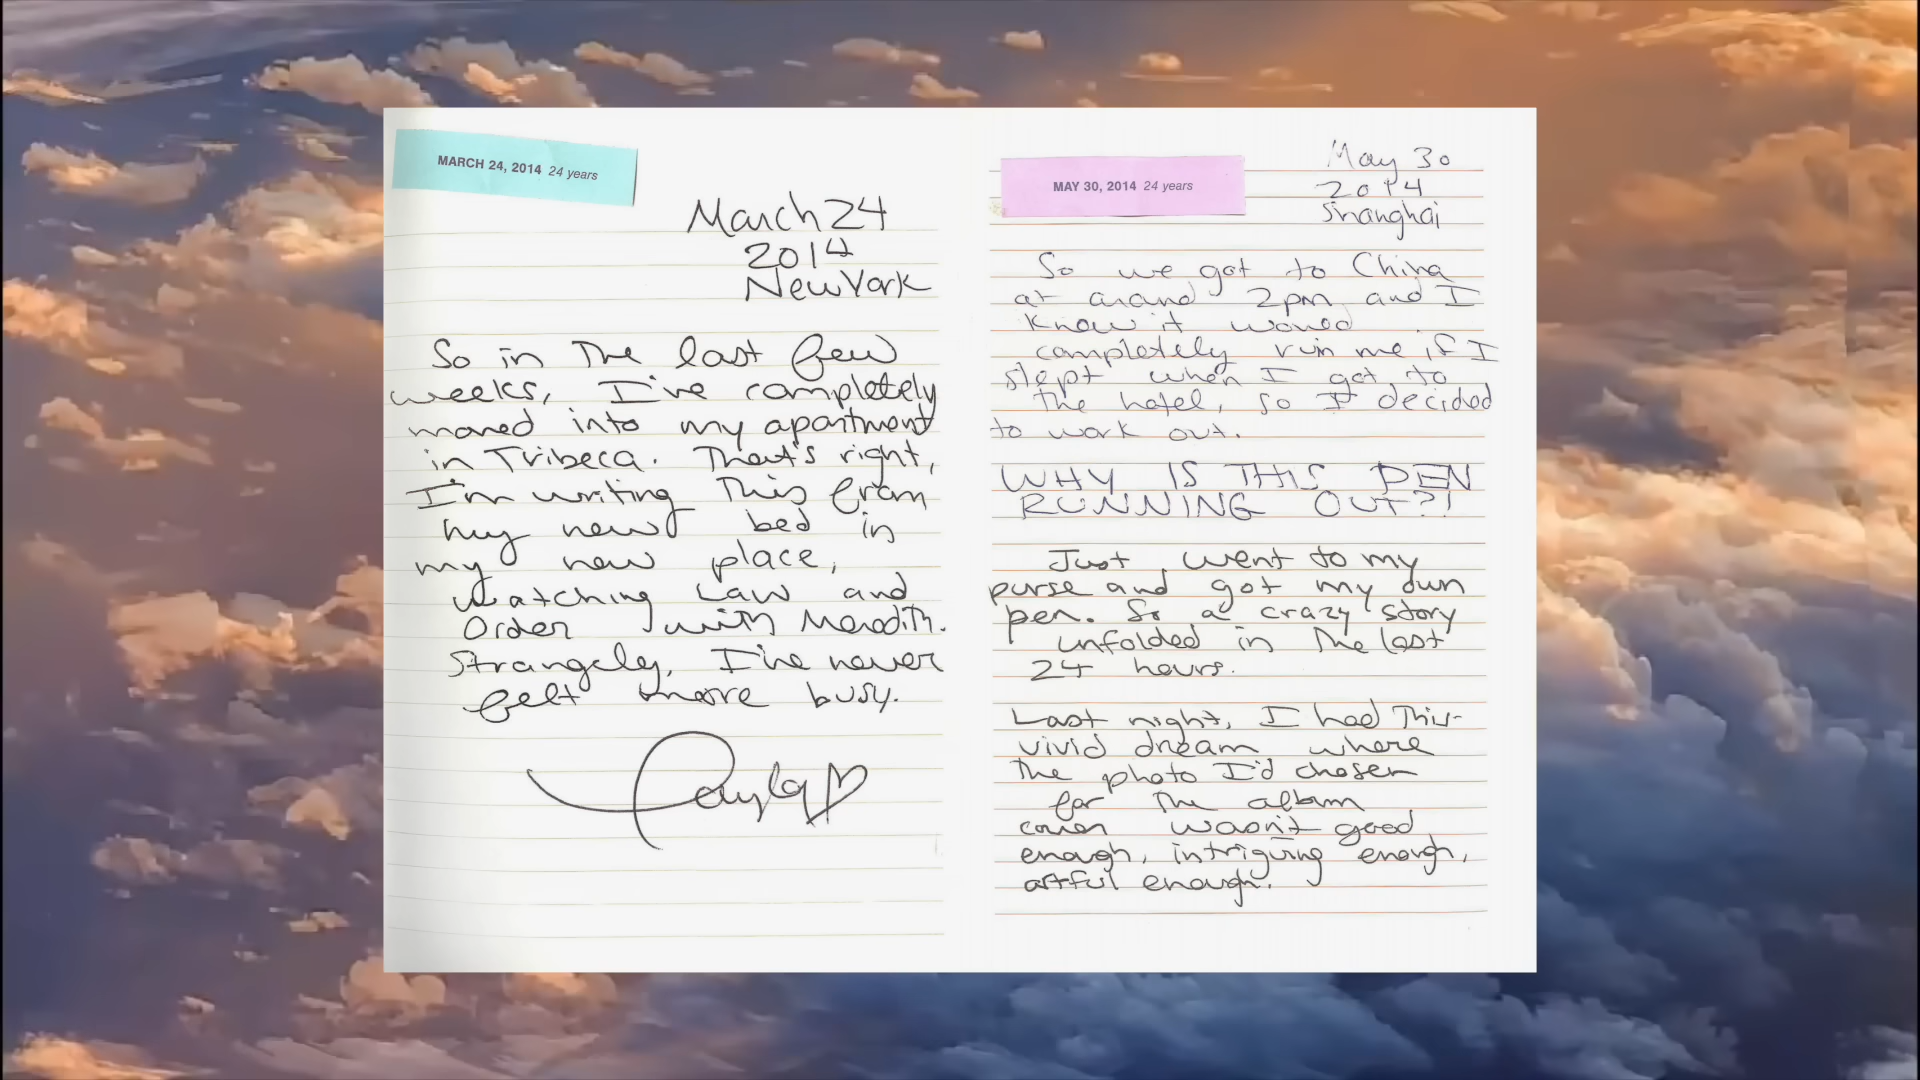 MARCH 24, 2014 24 years
March 24
2014
New York
So in The last few
weeks, I've completely
moved into my apartment
in Tribeca. That's right,
I'm writing This from
my new bed in
my new place,
watching Law and
Order with Meredith.
Strangely, I've never
felt more busy.
Taylor
MAY 30, 2014 24 years
May 30
2014
Shanghai
So we got to China
at around 2pm and I
know it would
completely ruin me if I
slept when I got to
the hotel, so I decided
to work out.
WHY IS THIS PEN
RUNNING OUT?!
Just went to my
purse and got my own
pen. So a crazy story
unfolded in The last
24 hours.
Last night, I had This
vivid dream where
The photo I'd chosen
for The album
cover wasn't good
enough, intriguing enough,
artful enough.